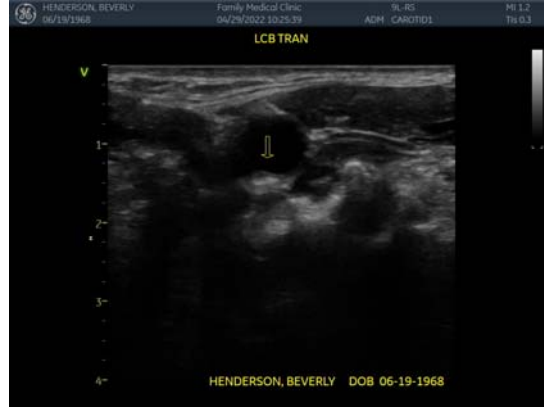 HENDERSON, BEVERLY Family Medical Clinic 9L-RS MI 1.2
06/19/1968 04/29/2022 10:25:39 ADM CAROTID1 TIs 0.3
LCB TRAN
V
1-
2-
3-
4-
HENDERSON, BEVERLY DOB 06-19-1968